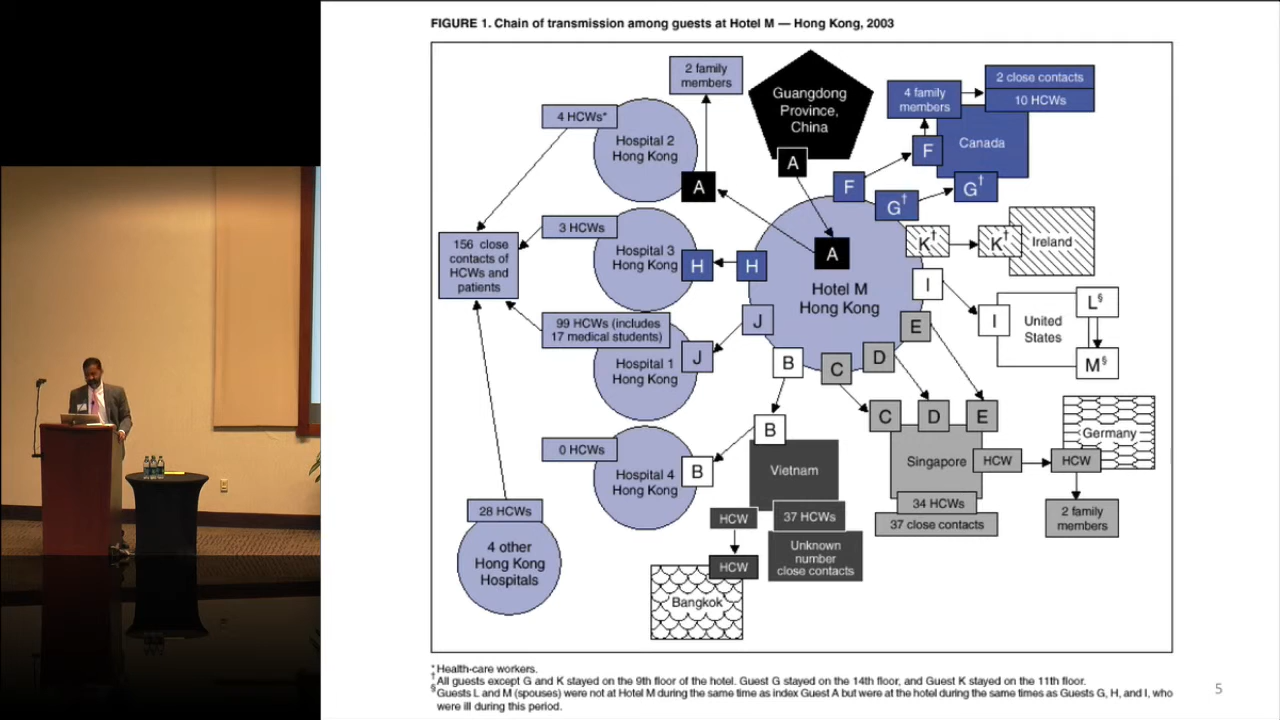 FIGURE 1. Chain of transmission among guests at Hotel M — Hong Kong, 2003
2 family
members
Guangdong
Province,
China
A
4 family
members
2 close contacts
10 HCWs
Canada
F
F
G†
G†
4 HCWs*
Hospital 2
Hong Kong
A
3 HCWs
Hospital 3
Hong Kong
H
H
A
Hotel M
Hong Kong
K†
K†
Ireland
156 close
contacts of
HCWs and
patients
I
I
United
States
L§
M§
99 HCWs (includes
17 medical students)
Hospital 1
Hong Kong
J
J
B
C
D
E
B
C
D
E
0 HCWs
Hospital 4
Hong Kong
B
Vietnam
Singapore
HCW
HCW
Germany
34 HCWs
37 close contacts
2 family
members
28 HCWs
4 other
Hong Kong
Hospitals
HCW
37 HCWs
Unknown
number
close contacts
HCW
Bangkok
*Health-care workers.
†All guests except G and K stayed on the 9th floor of the hotel. Guest G stayed on the 14th floor, and Guest K stayed on the 11th floor.
§Guests L and M (spouses) were not at Hotel M during the same time as index Guest A but were at the hotel during the same times as Guests G, H, and I, who
were ill during this period.
5